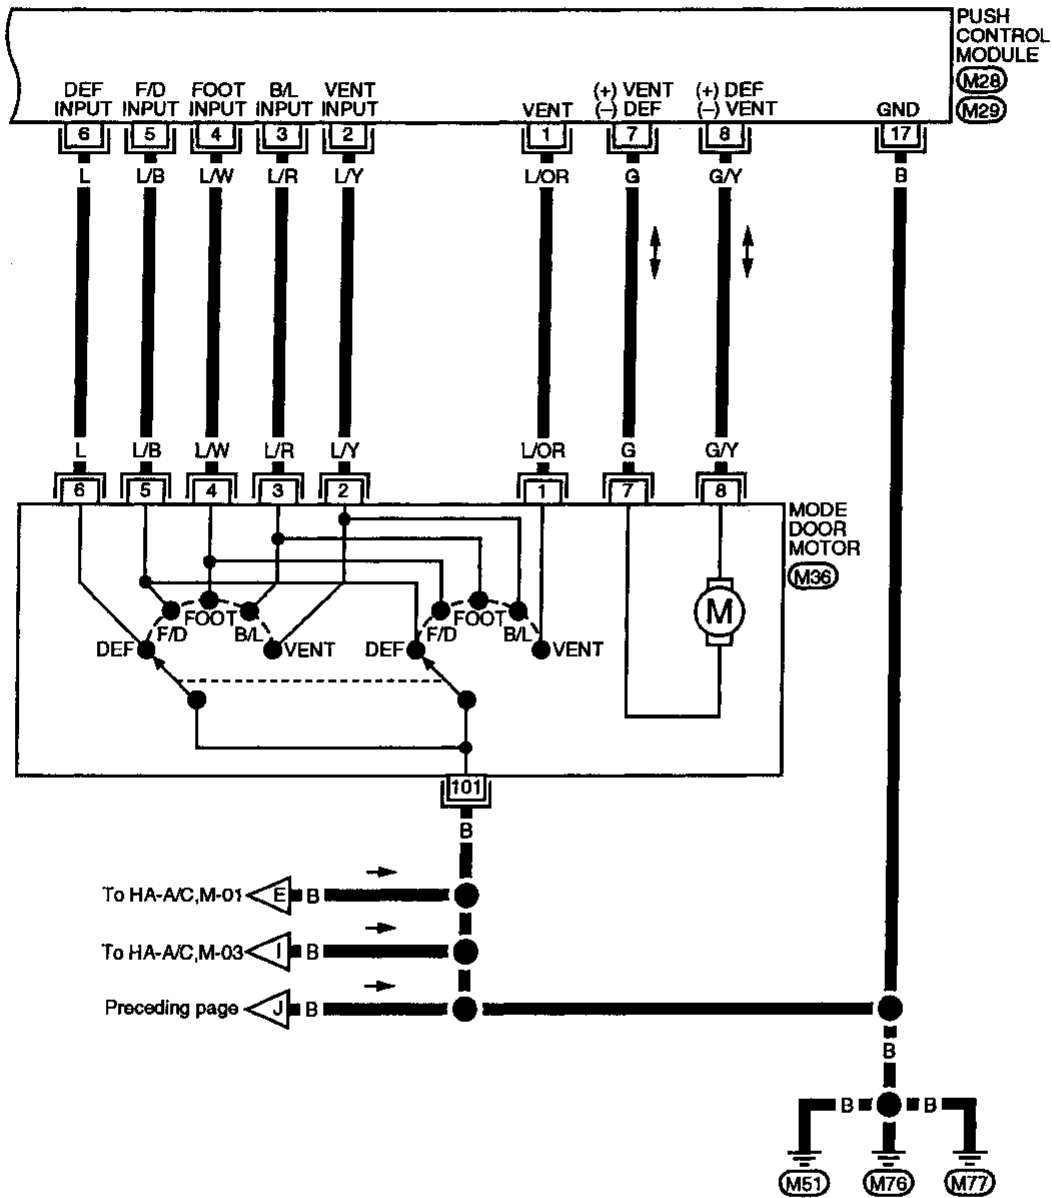 PUSH
CONTROL
MODULE
M28
M29
DEF INPUT
F/D INPUT
FOOT INPUT
B/L INPUT
VENT INPUT
VENT
(+) VENT
(–) DEF
(+) DEF
(–) VENT
GND
6 5 4 3 2 1 7 8 17
L L/B L/W L/R L/Y L/OR G G/Y B
L L/B L/W L/R L/Y L/OR G G/Y
6 5 4 3 2 1 7 8
MODE
DOOR
MOTOR
M36
M
DEF F/D FOOT B/L VENT
DEF F/D FOOT B/L VENT
101
B
To HA-A/C,M-01 E B
To HA-A/C,M-03 I B
Preceding page J B
B
B B
M51 M76 M77